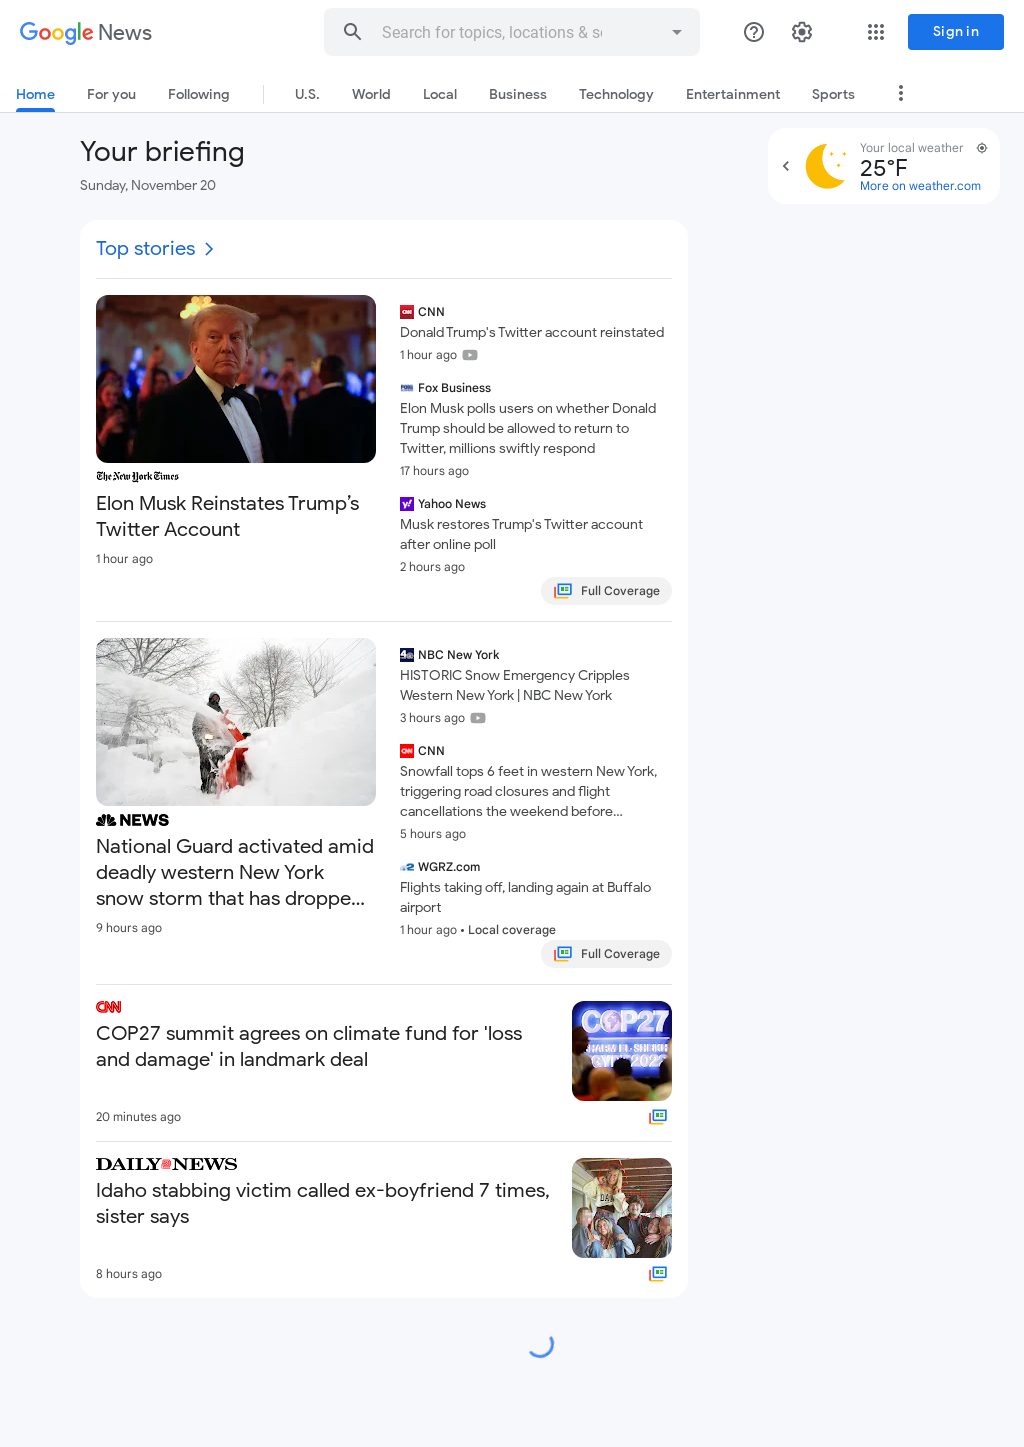 Google News
Search for topics, locations & so
Sign in
Home
For you
Following
U.S.
World
Local
Business
Technology
Entertainment
Sports
Your briefing
Sunday, November 20
Your local weather
25°F
More on weather.com
Top stories
The New York Times
Elon Musk Reinstates Trump’s
Twitter Account
1 hour ago
CNN
Donald Trump's Twitter account reinstated
1 hour ago
Fox Business
Elon Musk polls users on whether Donald
Trump should be allowed to return to
Twitter, millions swiftly respond
17 hours ago
Yahoo News
Musk restores Trump's Twitter account
after online poll
2 hours ago
Full Coverage
NEWS
National Guard activated amid
deadly western New York
snow storm that has droppe...
9 hours ago
NBC New York
HISTORIC Snow Emergency Cripples
Western New York | NBC New York
3 hours ago
CNN
Snowfall tops 6 feet in western New York,
triggering road closures and flight
cancellations the weekend before...
5 hours ago
WGRZ.com
Flights taking off, landing again at Buffalo
airport
1 hour ago • Local coverage
Full Coverage
CNN
COP27 summit agrees on climate fund for 'loss
and damage' in landmark deal
20 minutes ago
COP27
DAILY NEWS
Idaho stabbing victim called ex-boyfriend 7 times,
sister says
8 hours ago